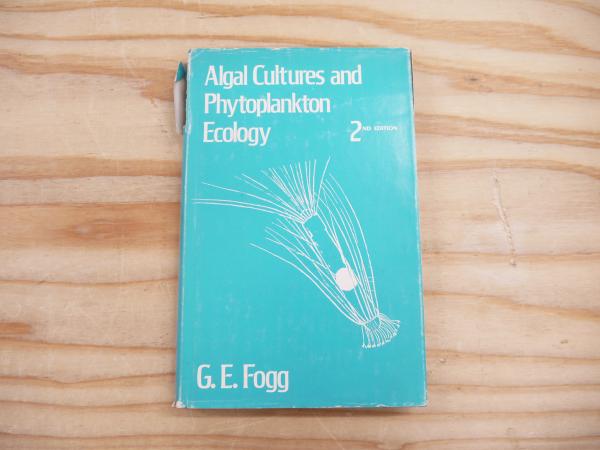 Algal Cultures and
Phytoplankton
Ecology
2ND EDITION
G. E. Fogg